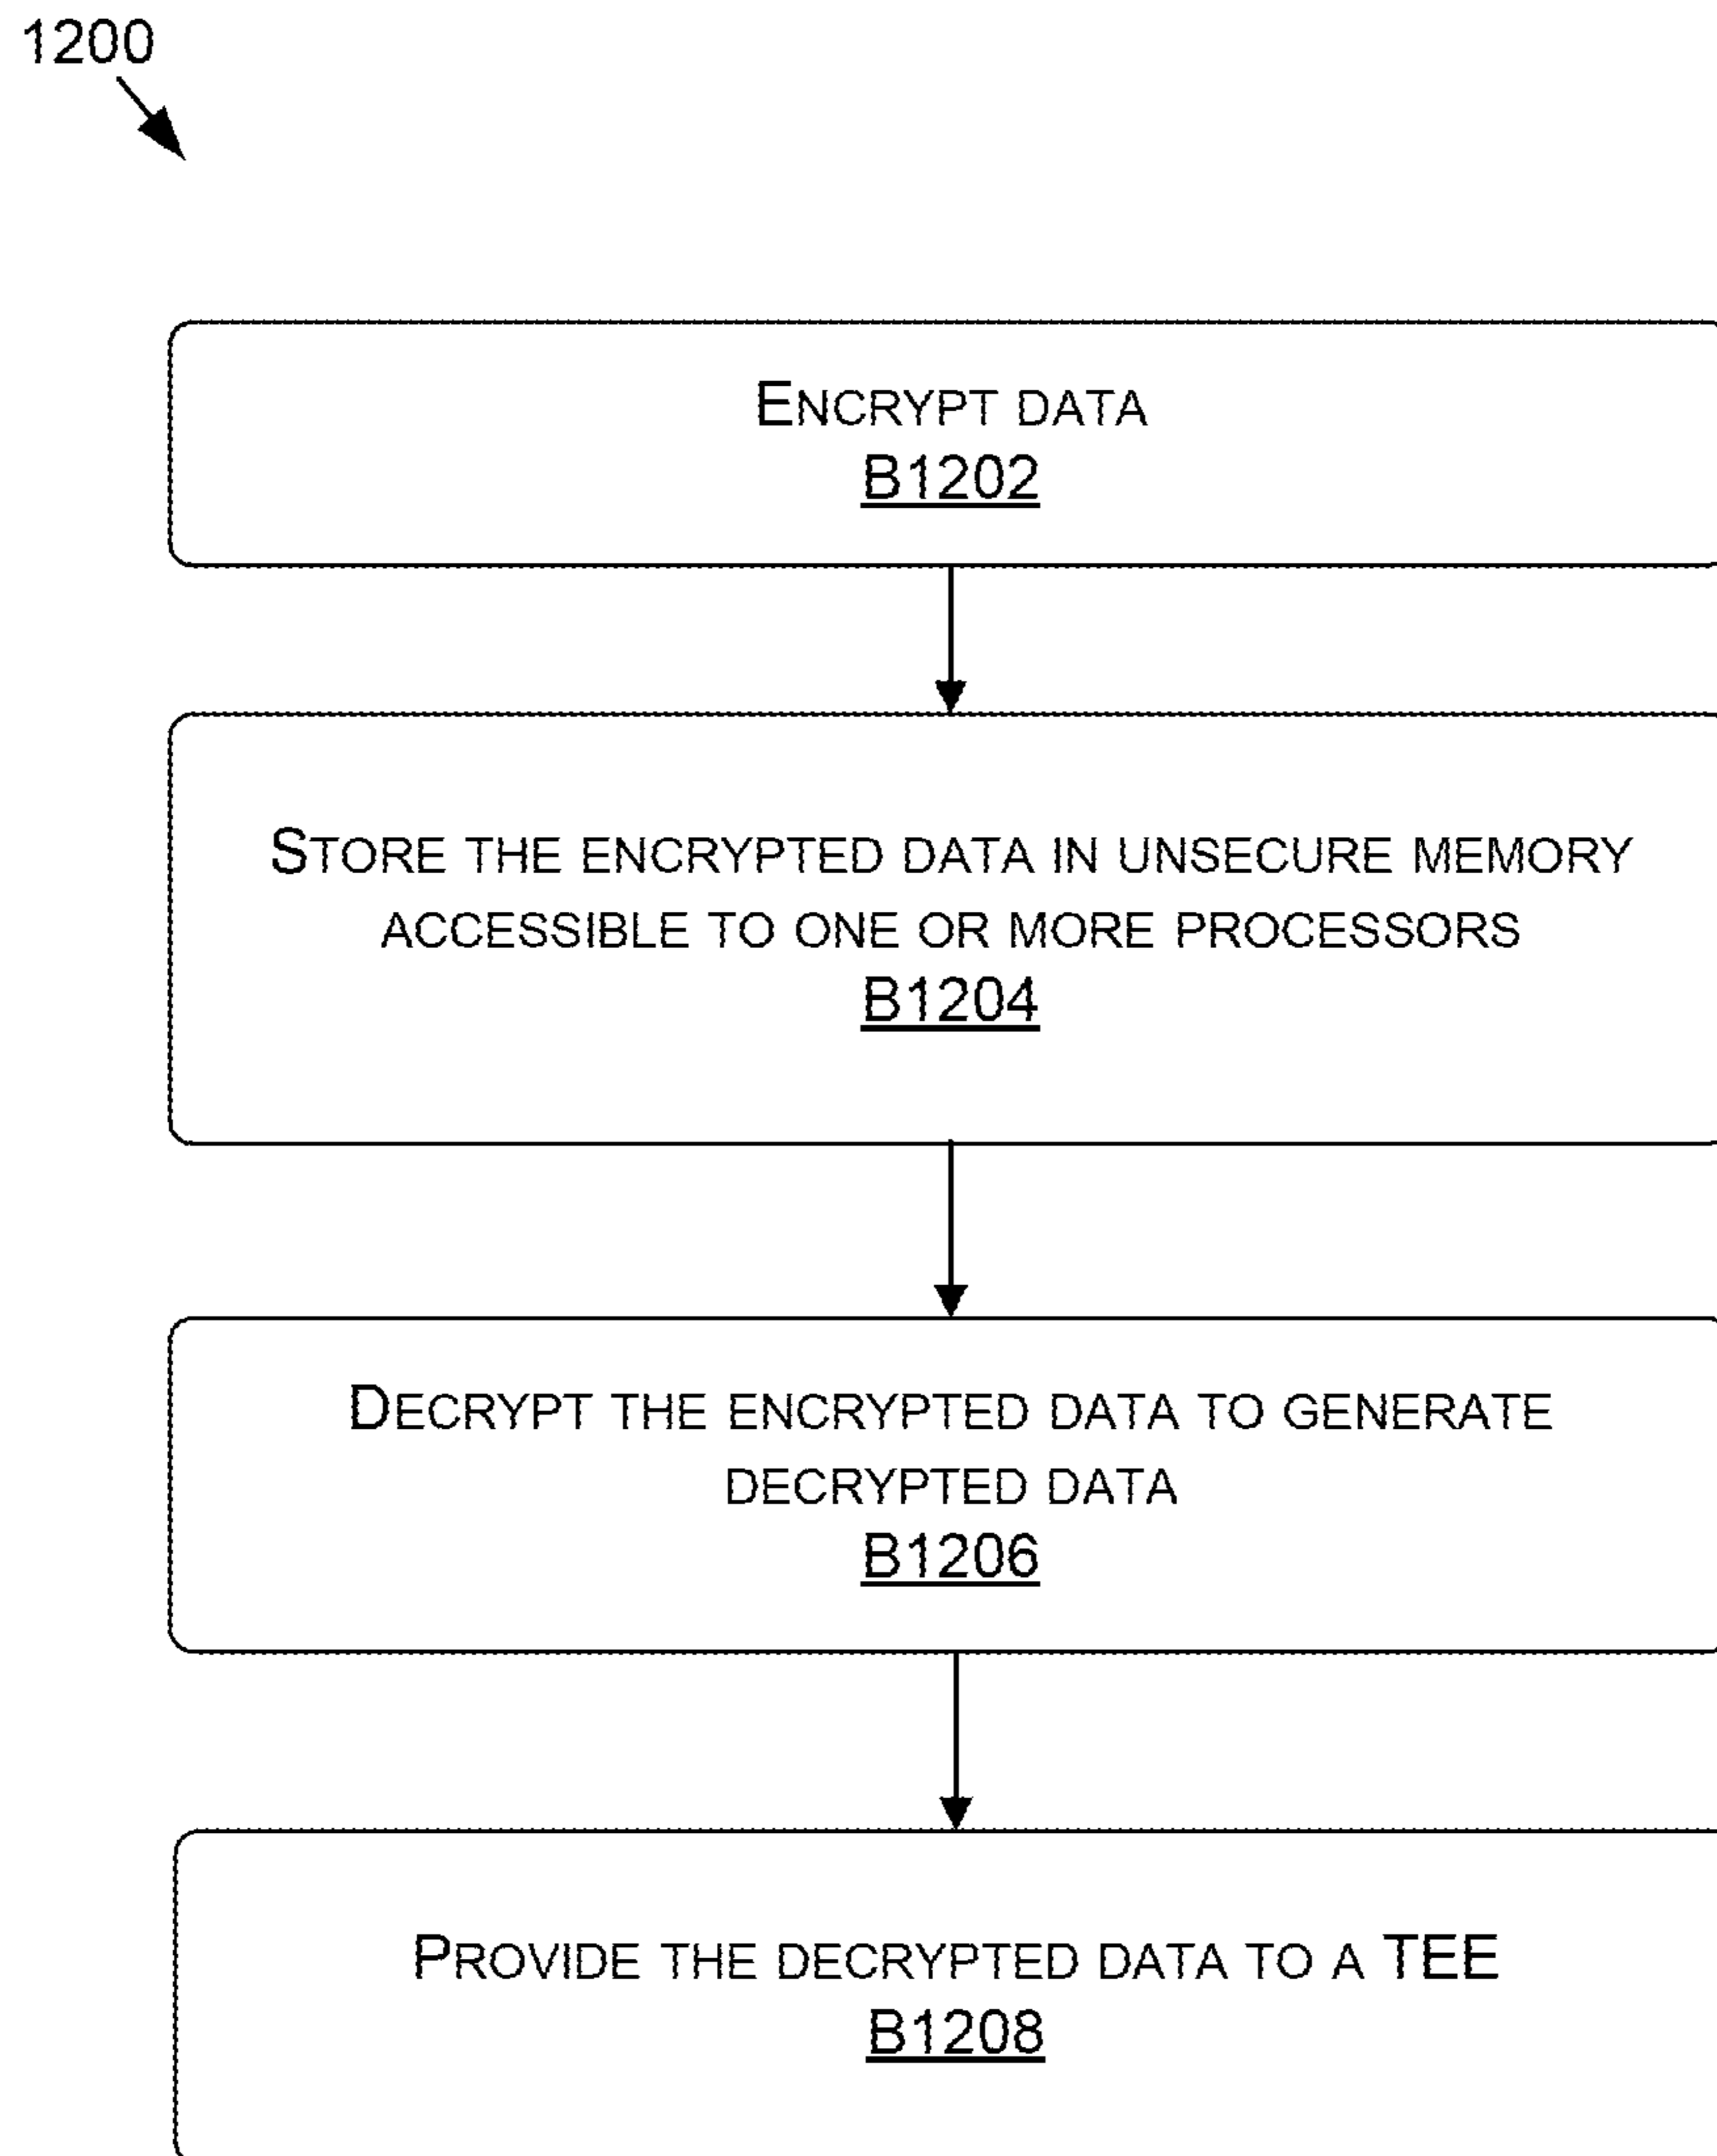 1200
ENCRYPT DATA
B1202
STORE THE ENCRYPTED DATA IN UNSECURE MEMORY
ACCESSIBLE TO ONE OR MORE PROCESSORS
B1204
DECRYPT THE ENCRYPTED DATA TO GENERATE
DECRYPTED DATA
B1206
PROVIDE THE DECRYPTED DATA TO A TEE
B1208